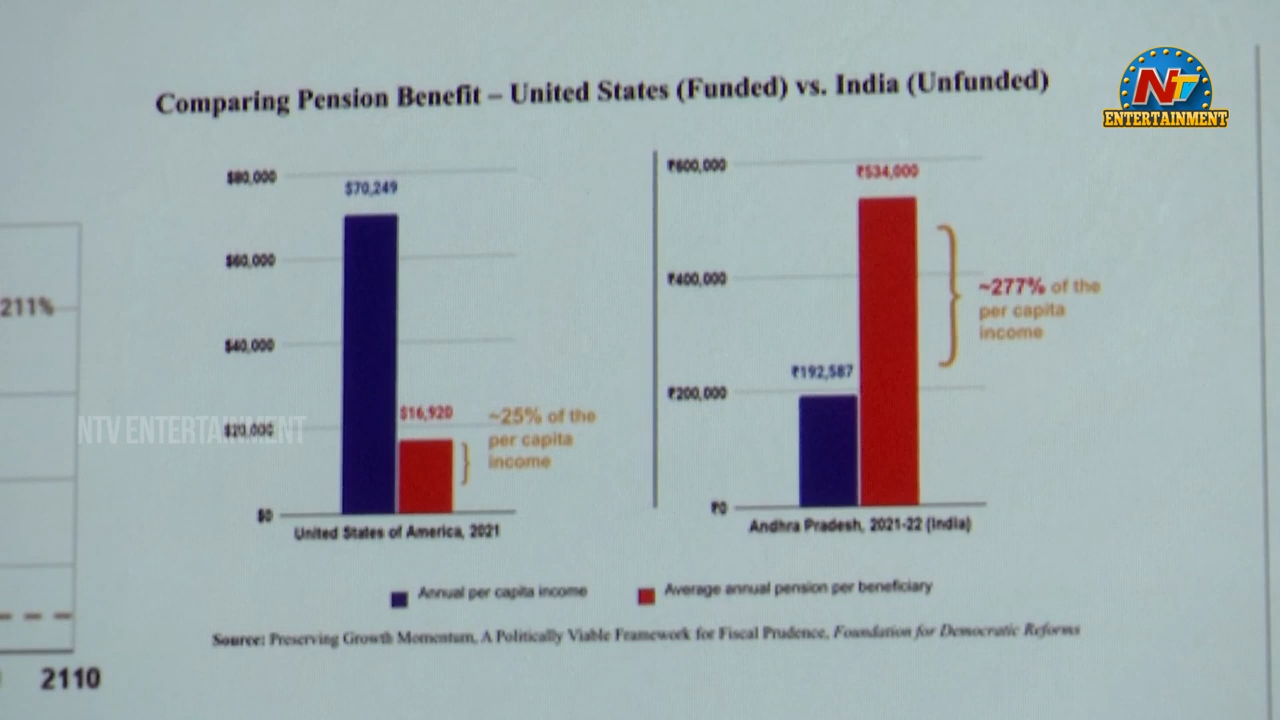 Comparing Pension Benefit – United States (Funded) vs. India (Unfunded)
NT
ENTERTAINMENT
$80,000
$70,249
$60,000
$40,000
$16,920
$20,000
~25% of the
per capita
income
$0
United States of America, 2021
₹600,000
₹534,000
₹400,000
~277% of the
per capita
income
₹192,587
₹200,000
₹0
Andhra Pradesh, 2021-22 (India)
Annual per capita income
Average annual pension per beneficiary
Source: Preserving Growth Momentum, A Politically Viable Framework for Fiscal Prudence, Foundation for Democratic Reforms
211%
2110
NTV ENTERTAINMENT